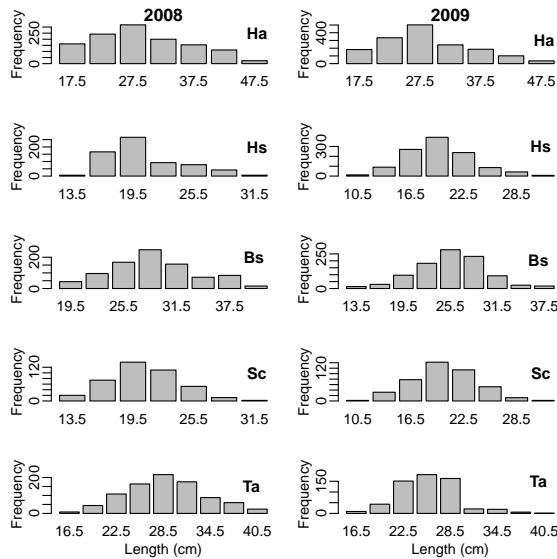 2008 2009
Frequency 0 250 Ha 17.5 27.5 37.5 47.5
Frequency 0 400 Ha 17.5 27.5 37.5 47.5
Frequency 0 200 Hs 13.5 19.5 25.5 31.5
Frequency 0 300 Hs 10.5 16.5 22.5 28.5
Frequency 0 200 Bs 19.5 25.5 31.5 37.5
Frequency 0 250 Bs 13.5 19.5 25.5 31.5 37.5
Frequency 0 120 Sc 13.5 19.5 25.5 31.5
Frequency 0 120 Sc 10.5 16.5 22.5 28.5
Frequency 0 200 Ta 16.5 22.5 28.5 34.5 40.5
Length (cm)
Frequency 0 150 Ta 16.5 22.5 28.5 34.5 40.5
Length (cm)